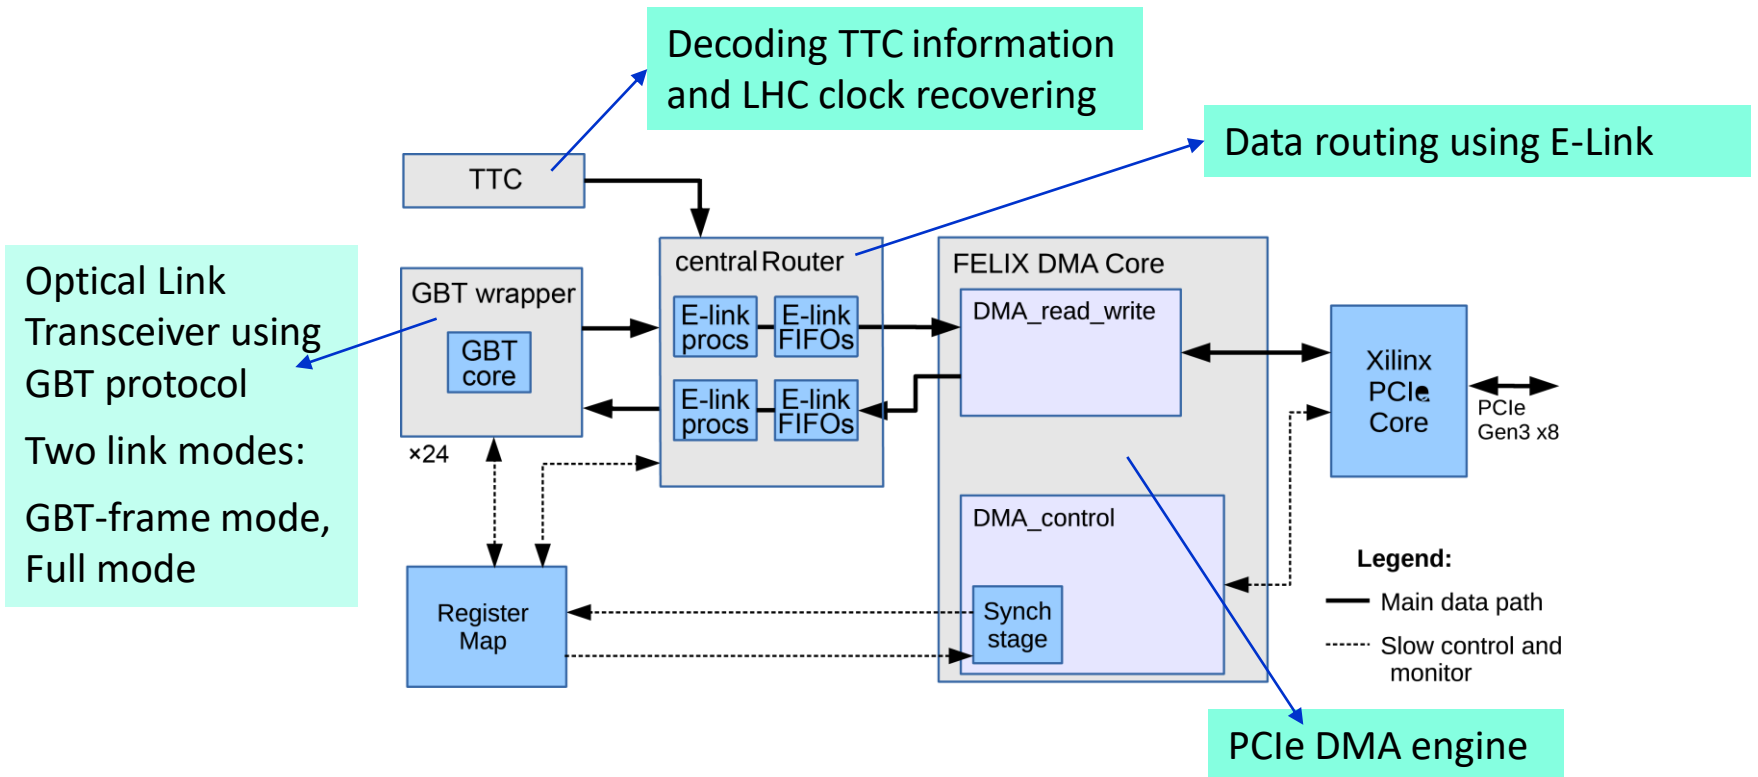 Decoding TTC information
and LHC clock recovering
Data routing using E-Link
TTC
Optical Link
Transceiver using
GBT protocol
Two link modes:
GBT-frame mode,
Full mode
GBT wrapper
GBT
core
×24
central Router
E-link
procs
E-link
FIFOs
E-link
procs
E-link
FIFOs
FELIX DMA Core
DMA_read_write
DMA_control
Synch
stage
Xilinx
PCIe
Core
PCIe
Gen3 x8
Register
Map
Legend:
Main data path
Slow control and
monitor
PCIe DMA engine